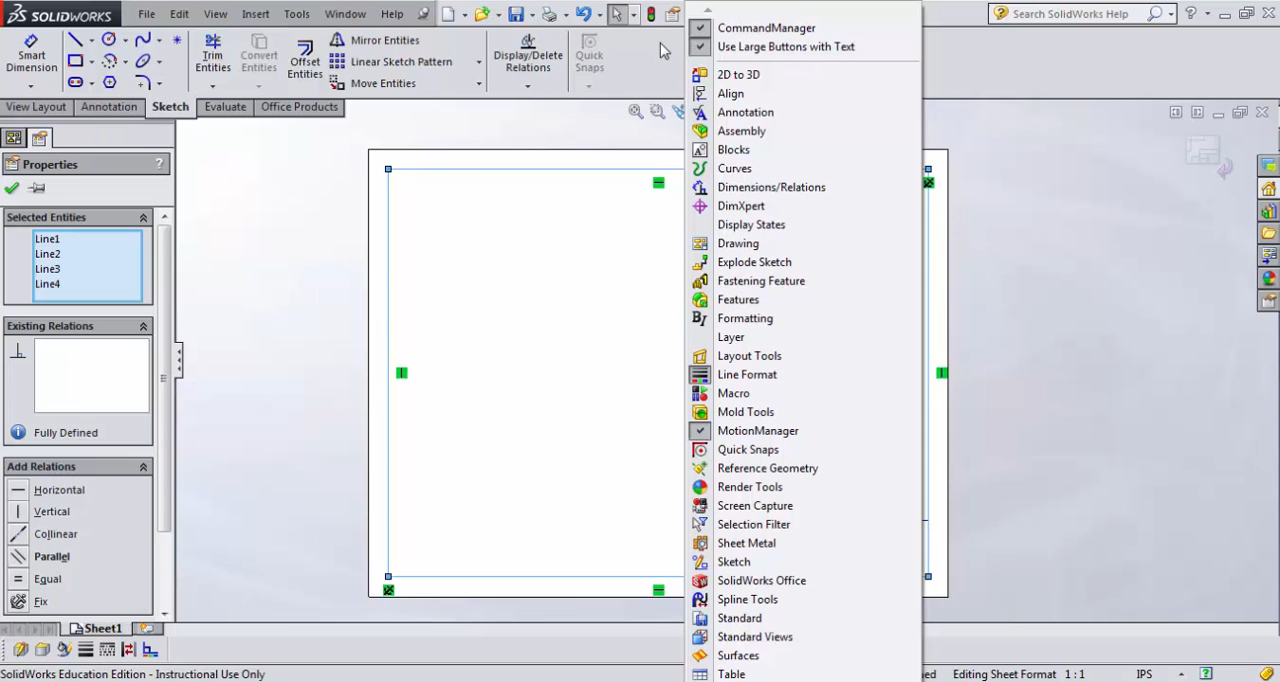 SOLIDWORKS File Edit View Insert Tools Window Help Search SolidWorks Help
Smart Dimension
Trim Entities
Convert Entities
Offset Entities
Mirror Entities
Linear Sketch Pattern
Move Entities
Display/Delete Relations
Quick Snaps
View Layout Annotation Sketch Evaluate Office Products
Properties ?
Selected Entities
Line1
Line2
Line3
Line4
Existing Relations
Fully Defined
Add Relations
Horizontal
Vertical
Collinear
Parallel
Equal
Fix
CommandManager
Use Large Buttons with Text
2D to 3D
Align
Annotation
Assembly
Blocks
Curves
Dimensions/Relations
DimXpert
Display States
Drawing
Explode Sketch
Fastening Feature
Features
Formatting
Layer
Layout Tools
Line Format
Macro
Mold Tools
MotionManager
Quick Snaps
Reference Geometry
Render Tools
Screen Capture
Selection Filter
Sheet Metal
Sketch
SolidWorks Office
Spline Tools
Standard
Standard Views
Surfaces
Table
Sheet1
SolidWorks Education Edition - Instructional Use Only
Editing Sheet Format 1 : 1 IPS